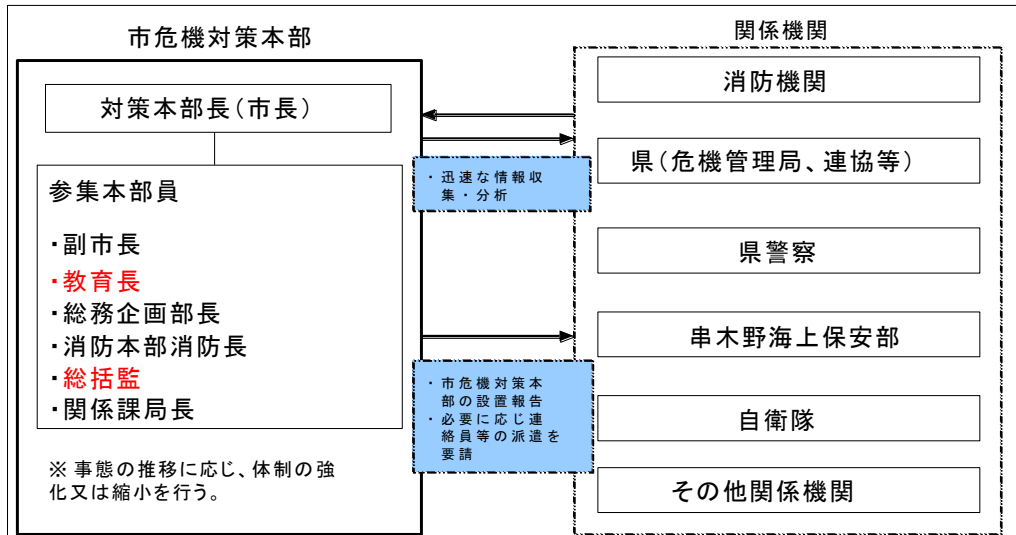 市危機対策本部
対策本部長(市長)
参集本部員
・副市長
・教育長
・総務企画部長
・消防本部消防長
・総括監
・関係課局長
※ 事態の推移に応じ、体制の強
化又は縮小を行う。
・迅速な情報収
集・分析
・市危機対策本
部の設置報告
・必要に応じ連
絡員等の派遣を
要請
関係機関
消防機関
県(危機管理局、連協等)
県警察
串木野海上保安部
自衛隊
その他関係機関